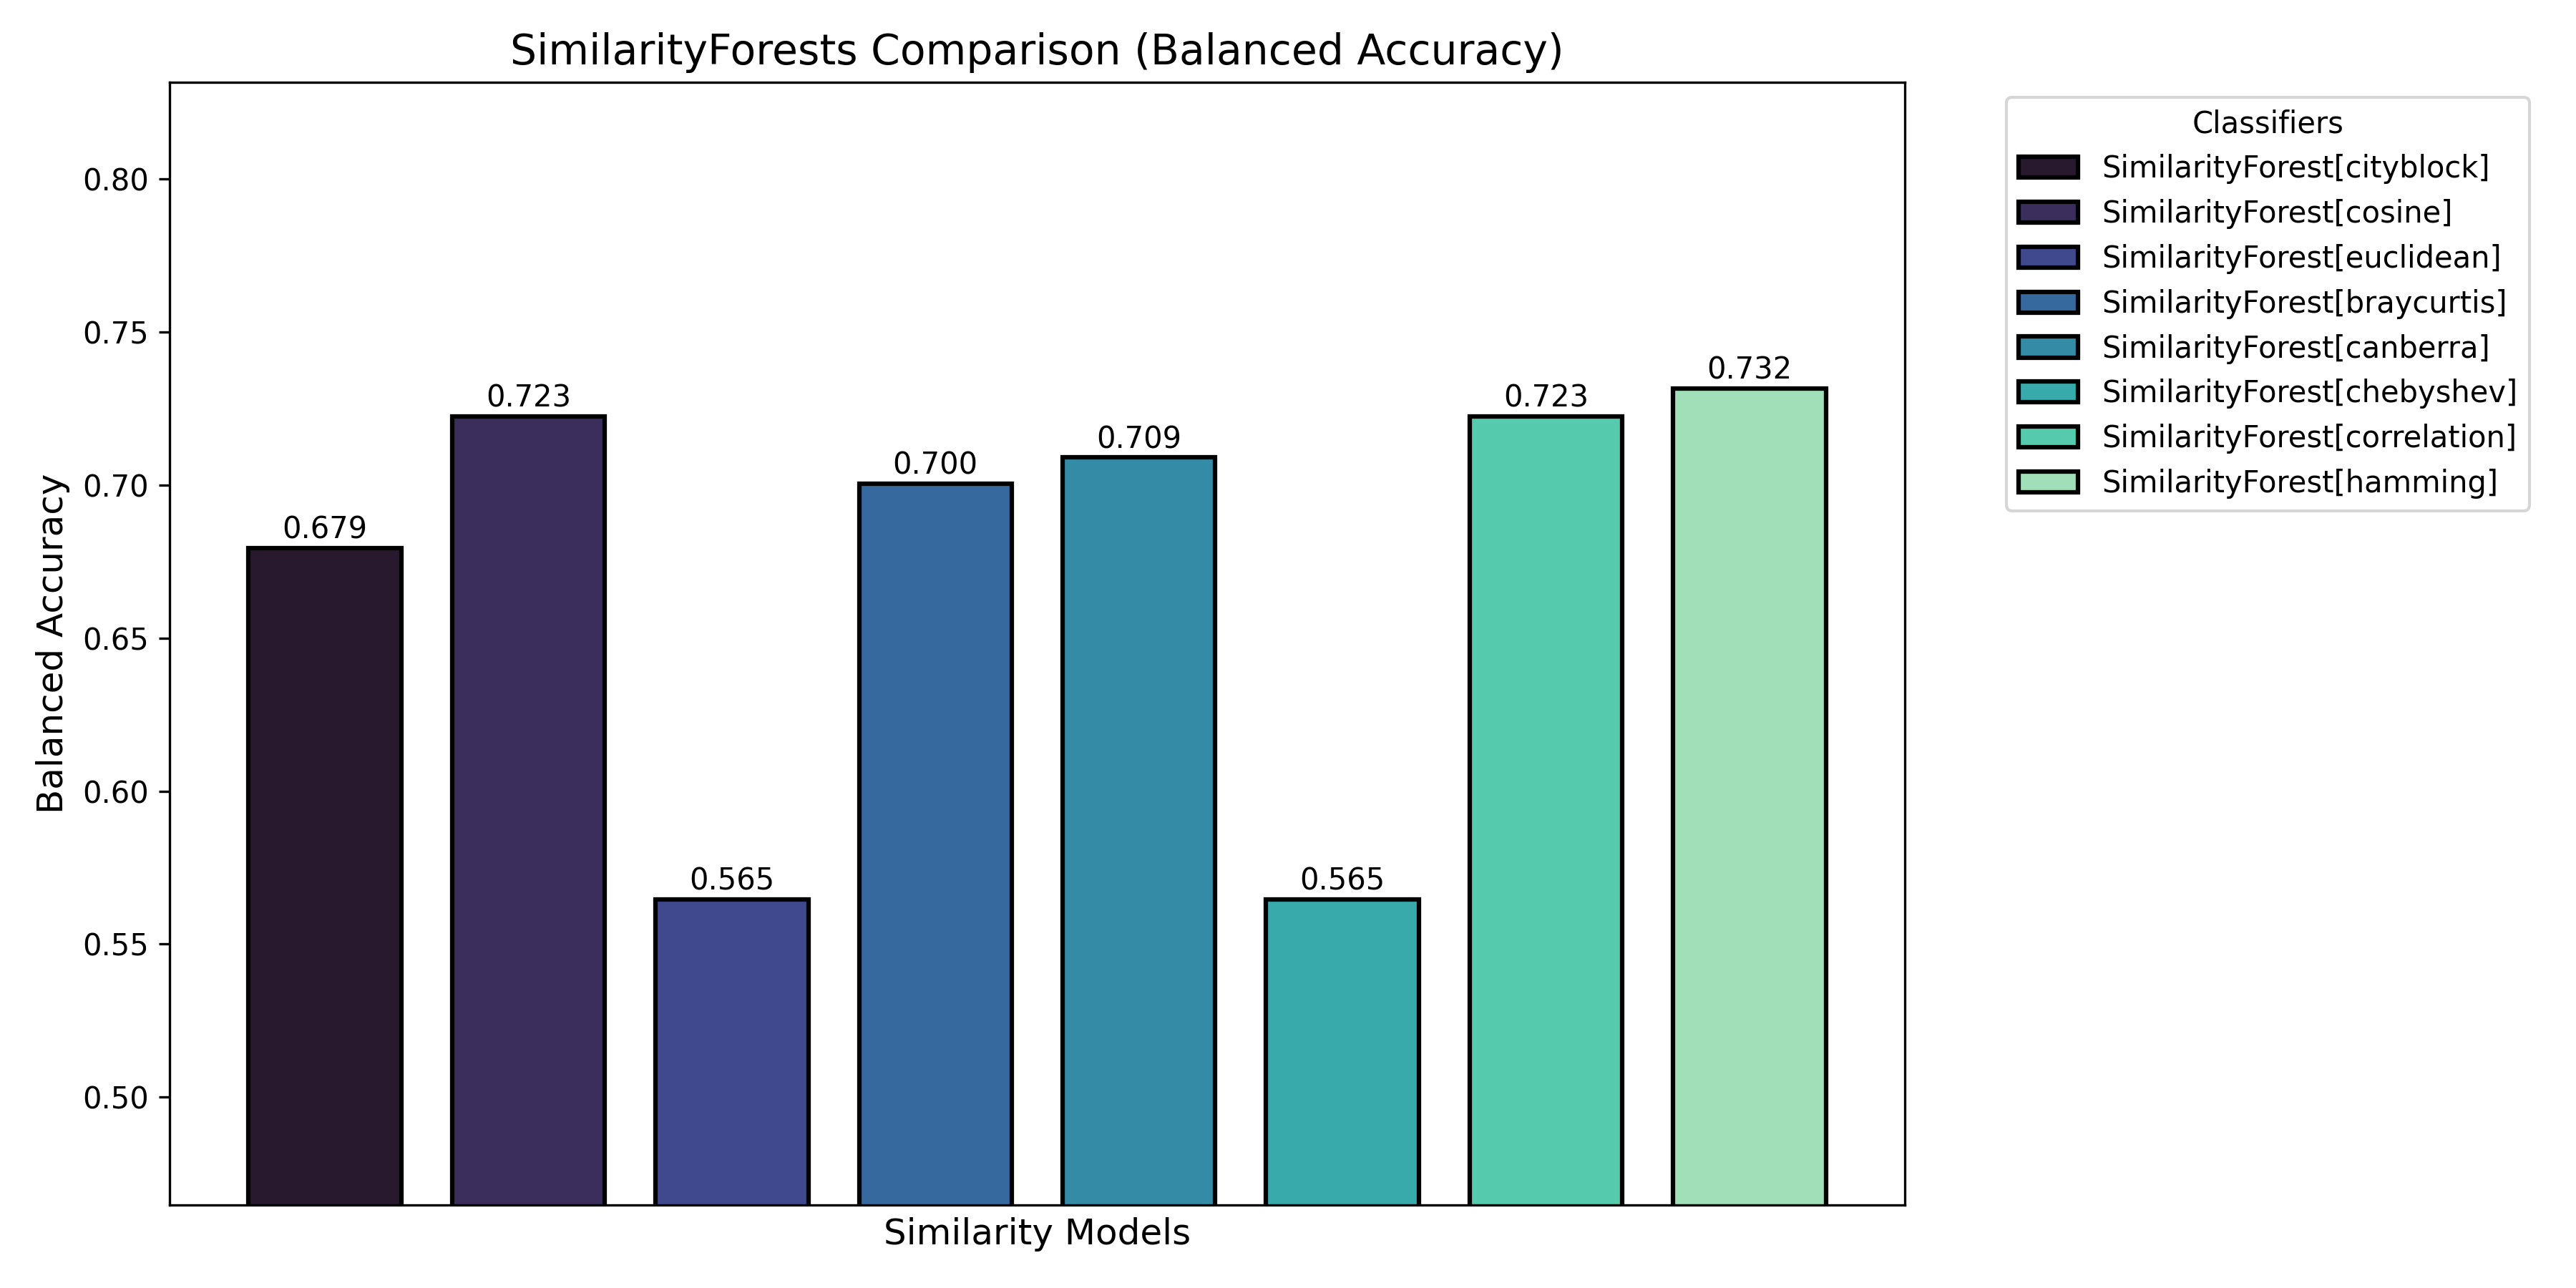 SimilarityForests Comparison (Balanced Accuracy)
Balanced Accuracy
0.80
0.75
0.70
0.65
0.60
0.55
0.50
0.679
0.723
0.565
0.700
0.709
0.565
0.723
0.732
Similarity Models
Classifiers
SimilarityForest[cityblock]
SimilarityForest[cosine]
SimilarityForest[euclidean]
SimilarityForest[braycurtis]
SimilarityForest[canberra]
SimilarityForest[chebyshev]
SimilarityForest[correlation]
SimilarityForest[hamming]